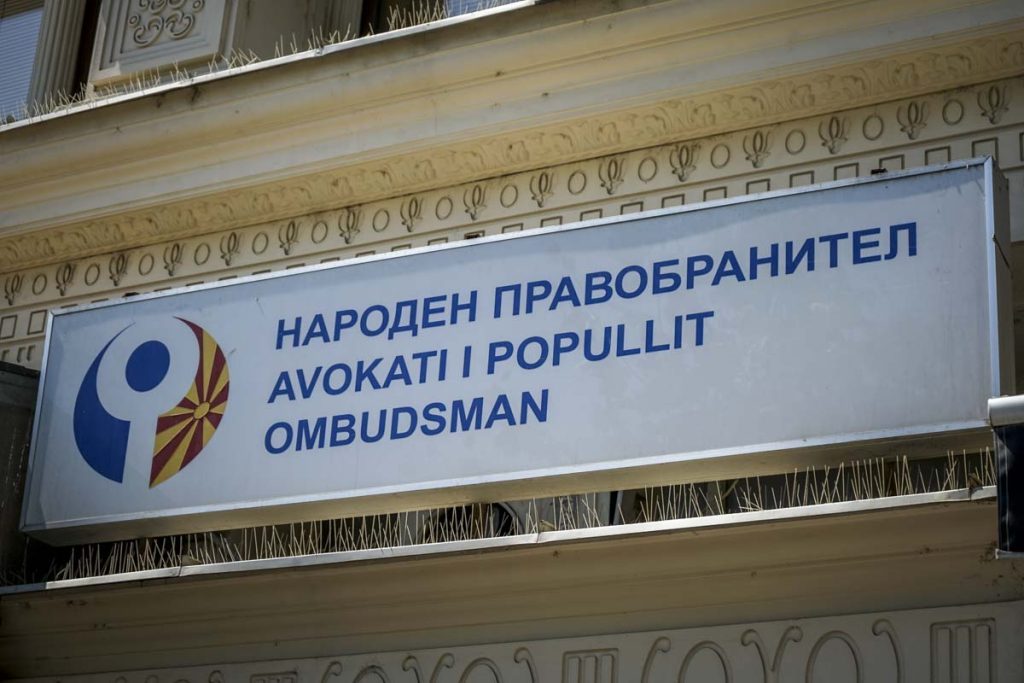 НАРОДЕН ПРАВОБРАНИТЕЛ
AVOKATI I POPULLIT
OMBUDSMAN